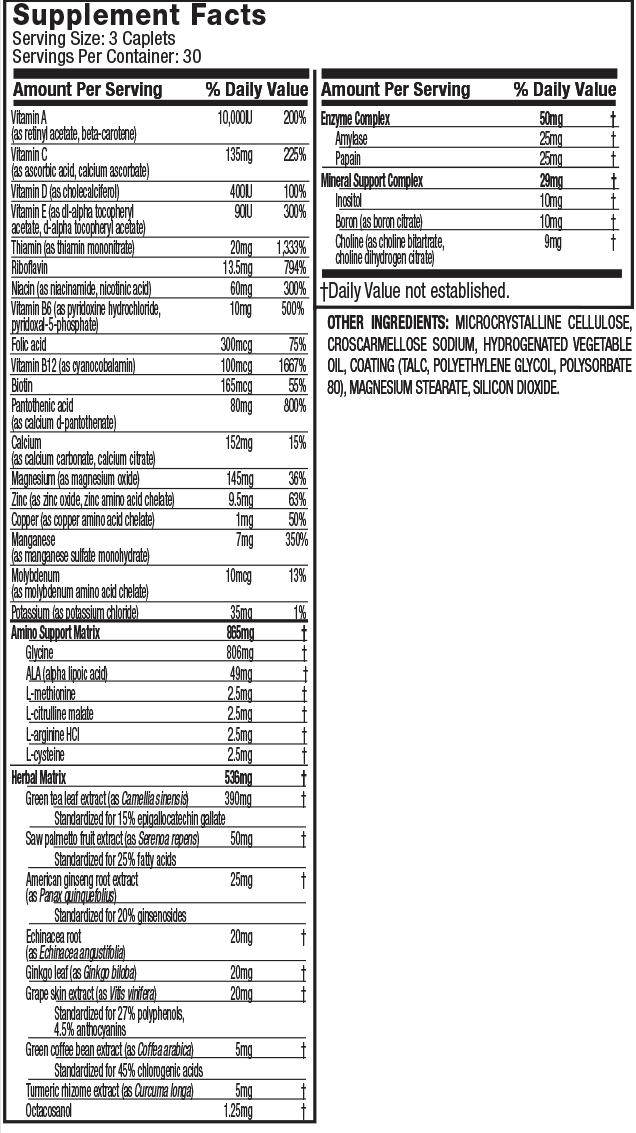 Supplement Facts
Serving Size: 3 Caplets
Servings Per Container: 30
Amount Per Serving % Daily Value
Vitamin A 10,000IU 200%
(as retinyl acetate, beta-carotene)
Vitamin C 135mg 225%
(as ascorbic acid, calcium ascorbate)
Vitamin D (as cholecalciferol) 400IU 100%
Vitamin E (as dl-alpha tocopheryl 90IU 300%
acetate, d-alpha tocopheryl acetate)
Thiamin (as thiamin mononitrate) 20mg 1,333%
Riboflavin 13.5mg 794%
Niacin (as niacinamide, nicotinic acid) 60mg 300%
Vitamin B6 (as pyridoxine hydrochloride, 10mg 500%
pyridoxal-5-phosphate)
Folic acid 300mcg 75%
Vitamin B12 (as cyanocobalamin) 100mcg 1667%
Biotin 165mcg 55%
Pantothenic acid 80mg 800%
(as calcium d-pantothenate)
Calcium 152mg 15%
(as calcium carbonate, calcium citrate)
Magnesium (as magnesium oxide) 145mg 36%
Zinc (as zinc oxide, zinc amino acid chelate) 9.5mg 63%
Copper (as copper amino acid chelate) 1mg 50%
Manganese 7mg 350%
(as manganese sulfate monohydrate)
Molybdenum 10mcg 13%
(as molybdenum amino acid chelate)
Potassium (as potassium chloride) 35mg 1%
Amino Support Matrix 865mg †
Glycine 806mg †
ALA (alpha lipoic acid) 49mg †
L-methionine 2.5mg †
L-citrulline malate 2.5mg †
L-arginine HCl 2.5mg †
L-cysteine 2.5mg †
Herbal Matrix 536mg †
Green tea leaf extract (as Camellia sinensis) 390mg †
Standardized for 15% epigallocatechin gallate
Saw palmetto fruit extract (as Serenoa repens) 50mg †
Standardized for 25% fatty acids
American ginseng root extract 25mg †
(as Panax quinquefolius)
Standardized for 20% ginsenosides
Echinacea root 20mg †
(as Echinacea angustifolia)
Ginkgo leaf (as Ginkgo biloba) 20mg †
Grape skin extract (as Vitis vinifera) 20mg †
Standardized for 27% polyphenols,
4.5% anthocyanins
Green coffee bean extract (as Coffea arabica) 5mg †
Standardized for 45% chlorogenic acids
Turmeric rhizome extract (as Curcuma longa) 5mg †
Octacosanol 1.25mg †
Amount Per Serving % Daily Value
Enzyme Complex 50mg †
Amylase 25mg †
Papain 25mg †
Mineral Support Complex 29mg †
Inositol 10mg †
Boron (as boron citrate) 10mg †
Choline (as choline bitartrate, 9mg †
choline dihydrogen citrate)
†Daily Value not established.
OTHER INGREDIENTS: MICROCRYSTALLINE CELLULOSE,
CROSCARMELLOSE SODIUM, HYDROGENATED VEGETABLE
OIL, COATING (TALC, POLYETHYLENE GLYCOL, POLYSORBATE
80), MAGNESIUM STEARATE, SILICON DIOXIDE.